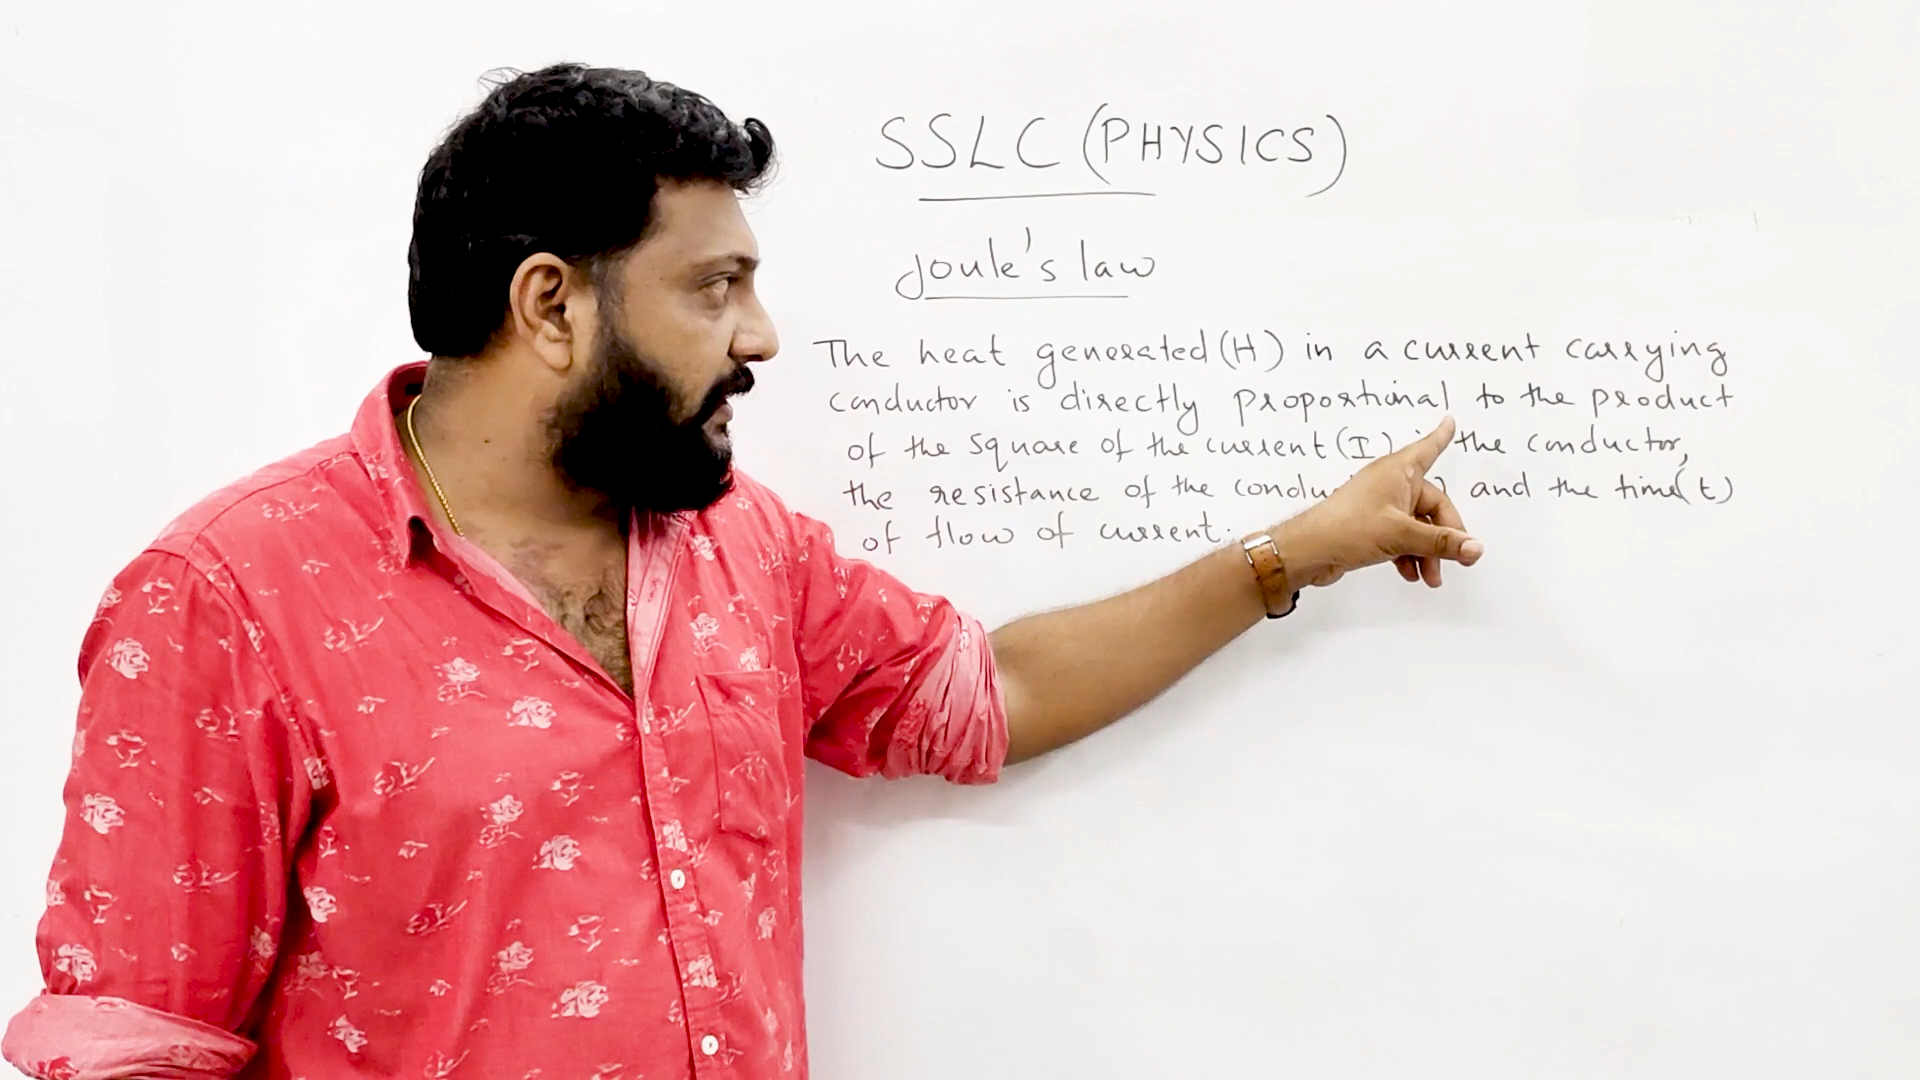 SSLC (PHYSICS)
Joule's law
The heat generated (H) in a current carrying
conductor is directly proportional to the product
of the square of the current (I) the conductor,
the resistance of the and the time (t)
of flow of current.